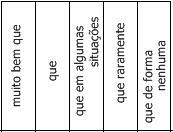 muito bem que
que
que em algumas
situações
que raramente
que de forma
nenhuma